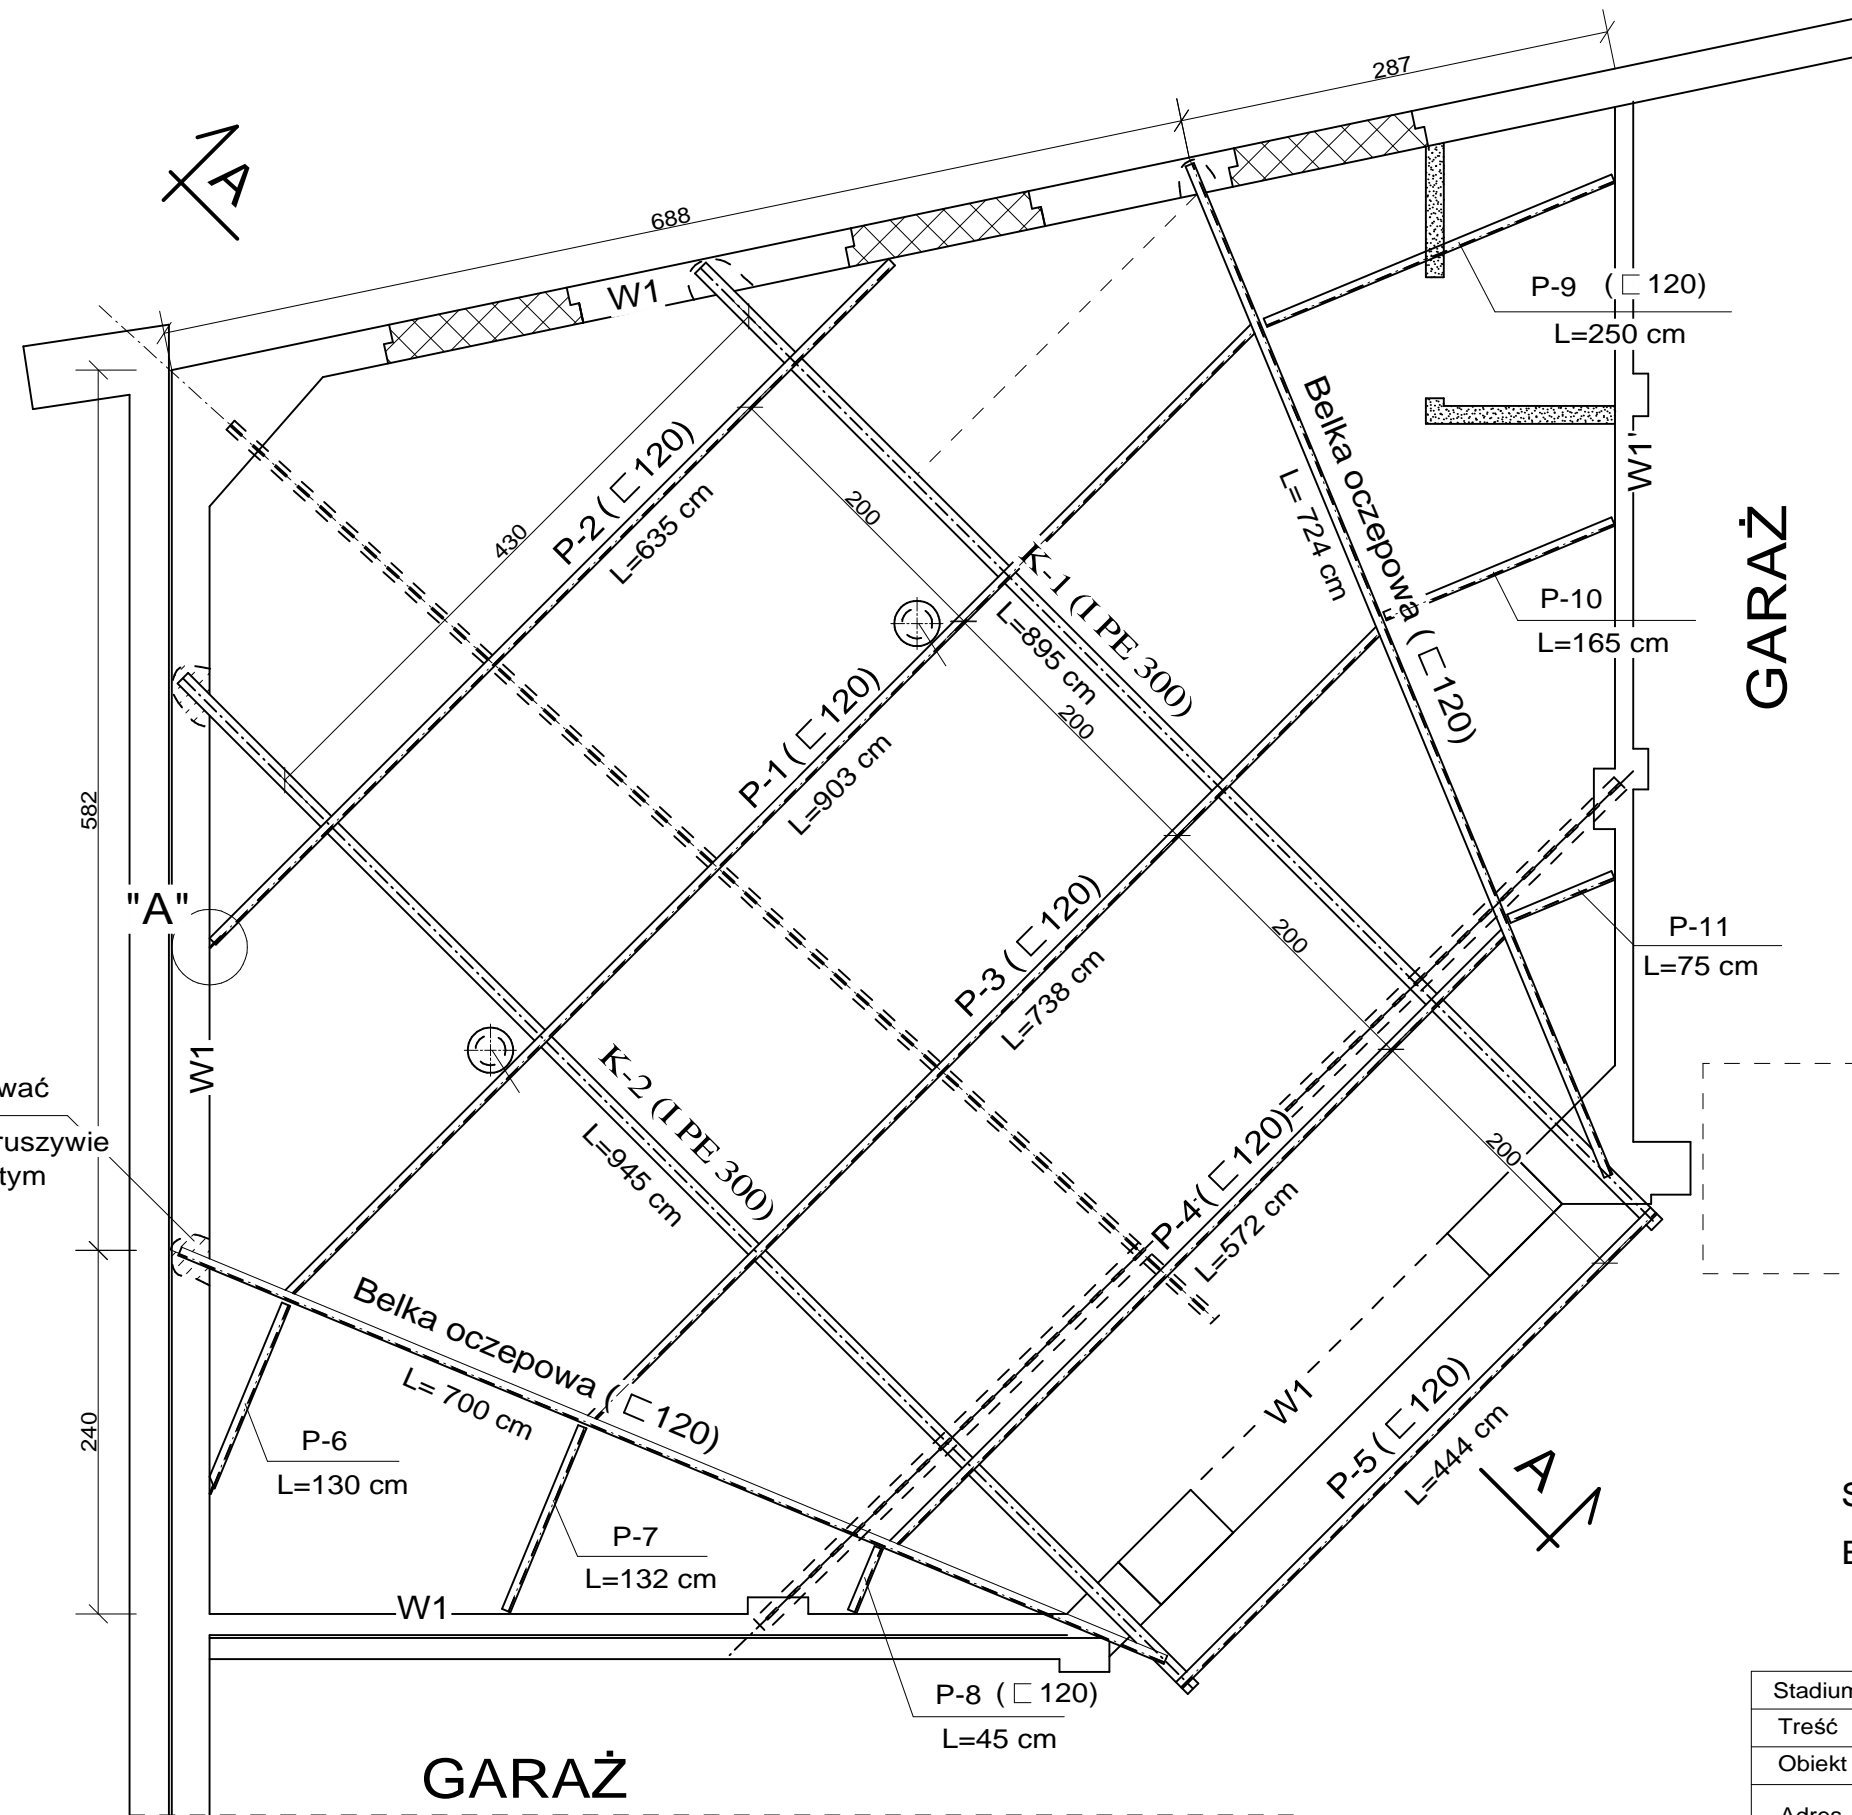 287
688
A
W1
P-9 (⊏ 120)
L=250 cm
P-2 (⊏ 120)
L=635 cm
430
200
Belka oczepowa (⊏ 120)
L= 724 cm
W1'
GARAŻ
K-1 (I PE 300)
L=895 cm
P-10
L=165 cm
P-1 (⊏ 120)
L=903 cm
200
582
"A"
P-3 (⊏ 120)
L=738 cm
200
P-11
L=75 cm
W1
K-2 (I PE 300)
L=945 cm
wać
ruszywie
tym
P-4 (⊏ 120)
L=572 cm
200
Belka oczepowa (⊏ 120)
L= 700 cm
W1
P-5 (⊏ 120)
L=444 cm
A
240
P-6
L=130 cm
P-7
L=132 cm
W1
P-8 (⊏ 120)
L=45 cm
GARAŻ
Stadium
Treść
Obiekt
Adres